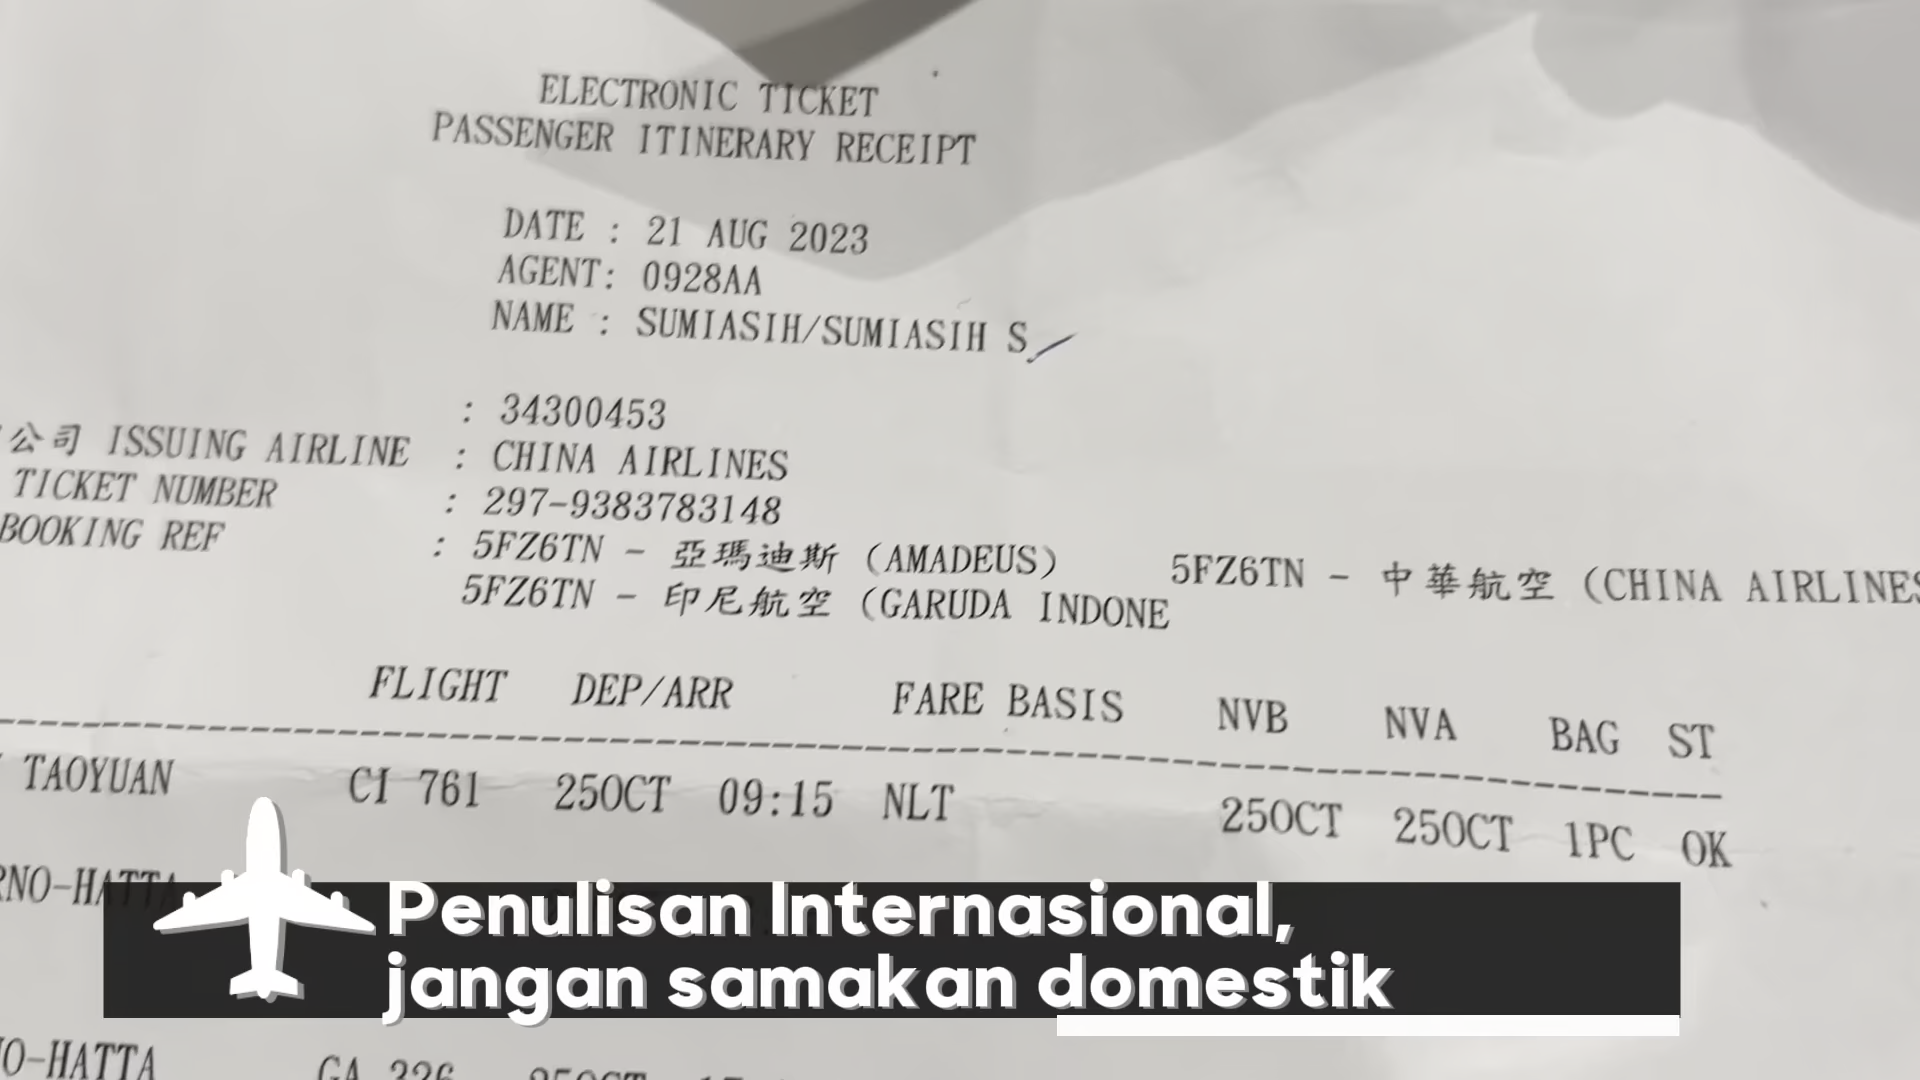 ELECTRONIC TICKET
PASSENGER ITINERARY RECEIPT
DATE : 21 AUG 2023
AGENT: 0928AA
NAME : SUMIASIH/SUMIASIH S
: 34300453
公司 ISSUING AIRLINE : CHINA AIRLINES
TICKET NUMBER : 297-9383783148
BOOKING REF : 5FZ6TN - 亞瑪迪斯 (AMADEUS) 5FZ6TN - 中華航空 (CHINA AIRLINES
5FZ6TN - 印尼航空 (GARUDA INDONE
FLIGHT DEP/ARR FARE BASIS NVB NVA BAG ST
TAOYUAN CI 761 25OCT 09:15 NLT 25OCT 25OCT 1PC OK
RNO-HATTA
Penulisan Internasional,
jangan samakan domestik
NO-HATTA GA